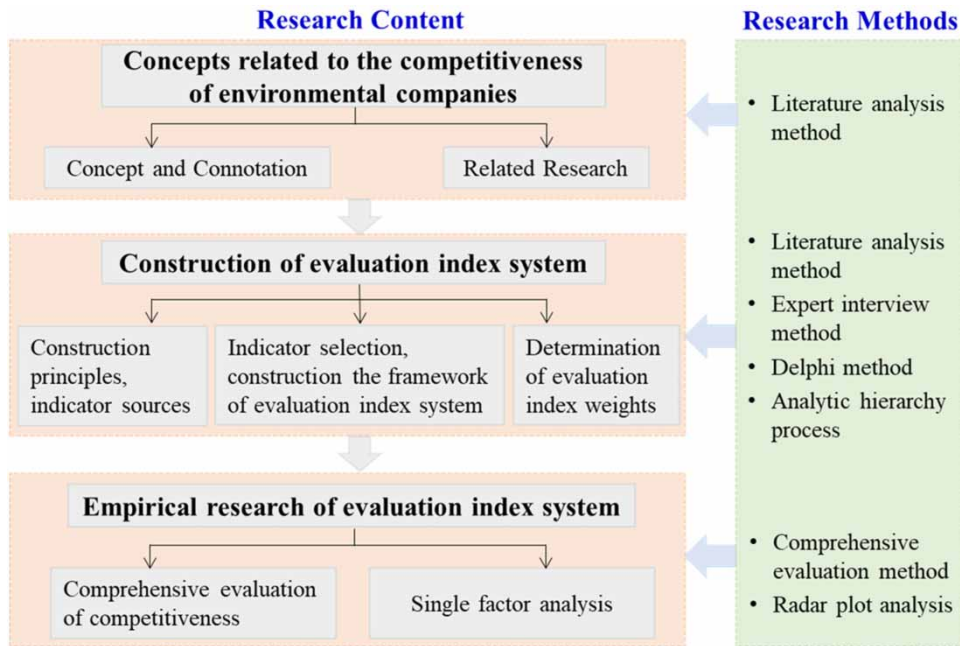 Research Content
Research Methods
Concepts related to the competitiveness
of environmental companies
Concept and Connotation
Related Research
• Literature analysis
method
Construction of evaluation index system
Construction
principles,
indicator sources
Indicator selection,
construction the framework
of evaluation index system
Determination
of evaluation
index weights
• Literature analysis
method
• Expert interview
method
• Delphi method
• Analytic hierarchy
process
Empirical research of evaluation index system
Comprehensive evaluation
of competitiveness
Single factor analysis
• Comprehensive
evaluation method
• Radar plot analysis